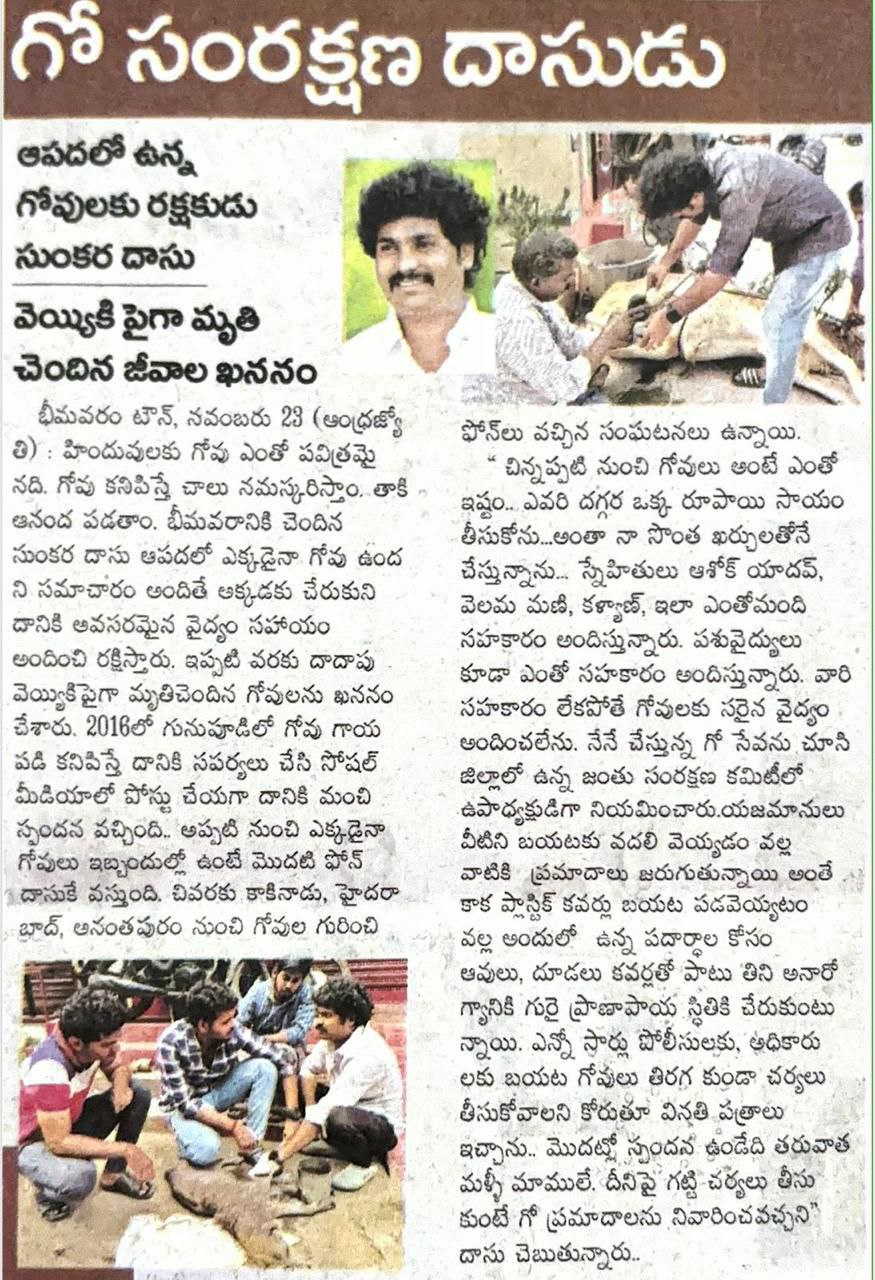 గో సంరక్షణ దాసుడు
ఆపదలో ఉన్న
గోవులకు రక్షకుడు
సుంకర దాసు
వెయ్యికి పైగా మృతి
చెందిన జీవాల ఖననం
భీమవరం టౌన్, నవంబరు 23 (ఆంధ్రజ్యో
తి) : హిందువులకు గోవు ఎంతో పవిత్రమై
నది. గోవు కనిపిస్తే చాలు నమస్కరిస్తాం. తాకి
ఆనంద పడతాం. భీమవరానికి చెందిన
సుంకర దాసు ఆపదలో ఎక్కడైనా గోవు ఉంద
ని సమాచారం అందితే అక్కడకు చేరుకుని
దానికి అవసరమైన వైద్యం సహాయం
అందించి రక్షిస్తారు. ఇప్పటి వరకు దాదాపు
వెయ్యికిపైగా మృతిచెందిన గోవులను ఖననం
చేశారు. 2016లో గునుపూడిలో గోవు గాయ
పడి కనిపిస్తే దానికి సపర్యలు చేసి సోషల్
మీడియాలో పోస్టు చేయగా దానికి మంచి
స్పందన వచ్చింది.. అప్పటి నుంచి ఎక్కడైనా
గోవులు ఇబ్బందుల్లో ఉంటే మొదటి ఫోన్
దాసుకే వస్తుంది. చివరకు కాకినాడు, హైదరా
బ్రాద్, అనంతపురం నుంచి గోవుల గురించి
ఫోన్‌లు వచ్చిన సంఘటనలు ఉన్నాయి.
“ చిన్నప్పటి నుంచి గోవులు అంటే ఎంతో
ఇష్టం.. ఎవరి దగ్గర ఒక్క రూపాయి సాయం
తీసుకోను...అంతా నా సొంత ఖర్చులతోనే
చేస్తున్నాను... స్నేహితులు ఆశోక్ యాదవ్,
వెలమ మణి, కళ్యాణ్, ఇలా ఎంతోమంది
సహకారం అందిస్తున్నారు. పశువైద్యులు
కూడా ఎంతో సహకారం అందిస్తున్నారు. వారి
సహకారం లేకపోతే గోవులకు సరైన వైద్యం
అందించలేను. నేనే చేస్తున్న గో సేవను చూసి
జిల్లాలో ఉన్న జంతు సంరక్షణ కమిటీలో
ఉపాధ్యక్షుడిగా నియమించారు.యజమానులు
వీటిని బయటకు వదలి వెయ్యడం వల్ల
వాటికి ప్రమాదాలు జరుగుతున్నాయి అంతే
కాక ప్లాస్టిక్ కవర్లు బయట పడవెయ్యటం
వల్ల అందులో ఉన్న పదార్థాల కోసం
ఆవులు, దూడలు కవర్లతో పాటు తిని అనారో
గ్యానికి గురై ప్రాణాపాయ స్థితికి చేరుకుంటు
న్నాయి. ఎన్నో సార్లు పోలీసులకు, అధికారు
లకు బయట గోవులు తిరగ కుండా చర్యలు
తీసుకోవాలని కోరుతూ వినతి పత్రాలు
ఇచ్చాను.. మొదట్లో స్పందన ఉండేది తరువాత
మళ్ళీ మాములే. దీనిపై గట్టి చర్యలు తీసు
కుంటే గో ప్రమాదాలను నివారించవచ్చని”
దాసు చెబుతున్నారు..